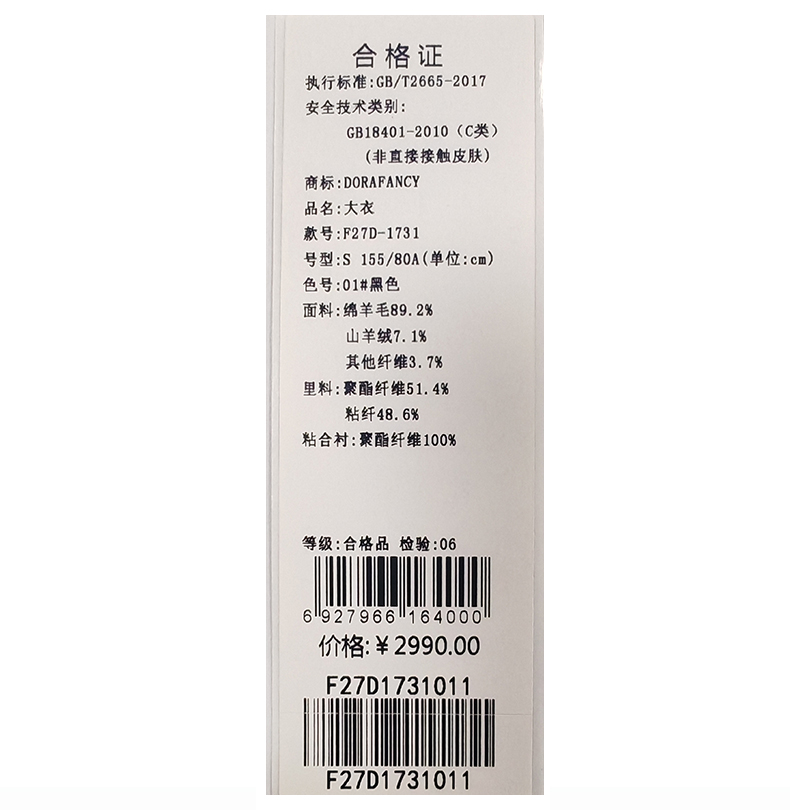 合格证
执行标准:GB/T2665-2017
安全技术类别:
GB18401-2010（C类）
(非直接接触皮肤)
商标:DORAFANCY
品名:大衣
款号:F27D-1731
号型:S 155/80A(单位:cm)
色号:01#黑色
面料:绵羊毛89.2%
山羊绒7.1%
其他纤维3.7%
里料:聚酯纤维51.4%
粘纤48.6%
粘合衬:聚酯纤维100%
等级:合格品 检验:06
6 927966 164000
价格:￥2990.00
F27D1731011
F27D1731011